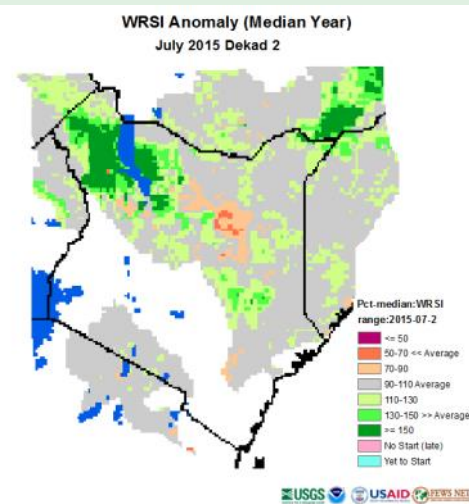 WRSI Anomaly (Median Year)
July 2015 Dekad 2
Pct-median:WRSI
range:2015-07-2
<= 50
50-70 << Average
70-90
90-110 Average
110-130
130-150 >> Average
>= 150
No Start (late)
Yet to Start
USGS USAID FEWS NET